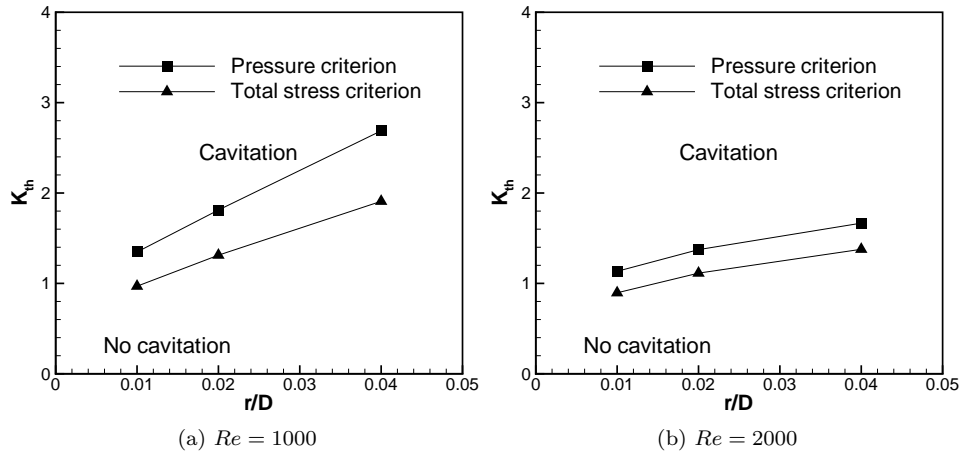 4
3
2
1
0
K_th
Pressure criterion
Total stress criterion
Cavitation
No cavitation
0 0.01 0.02 0.03 0.04 0.05
r/D
(a) Re = 1000
4
3
2
1
0
K_th
Pressure criterion
Total stress criterion
Cavitation
No cavitation
0 0.01 0.02 0.03 0.04 0.05
r/D
(b) Re = 2000